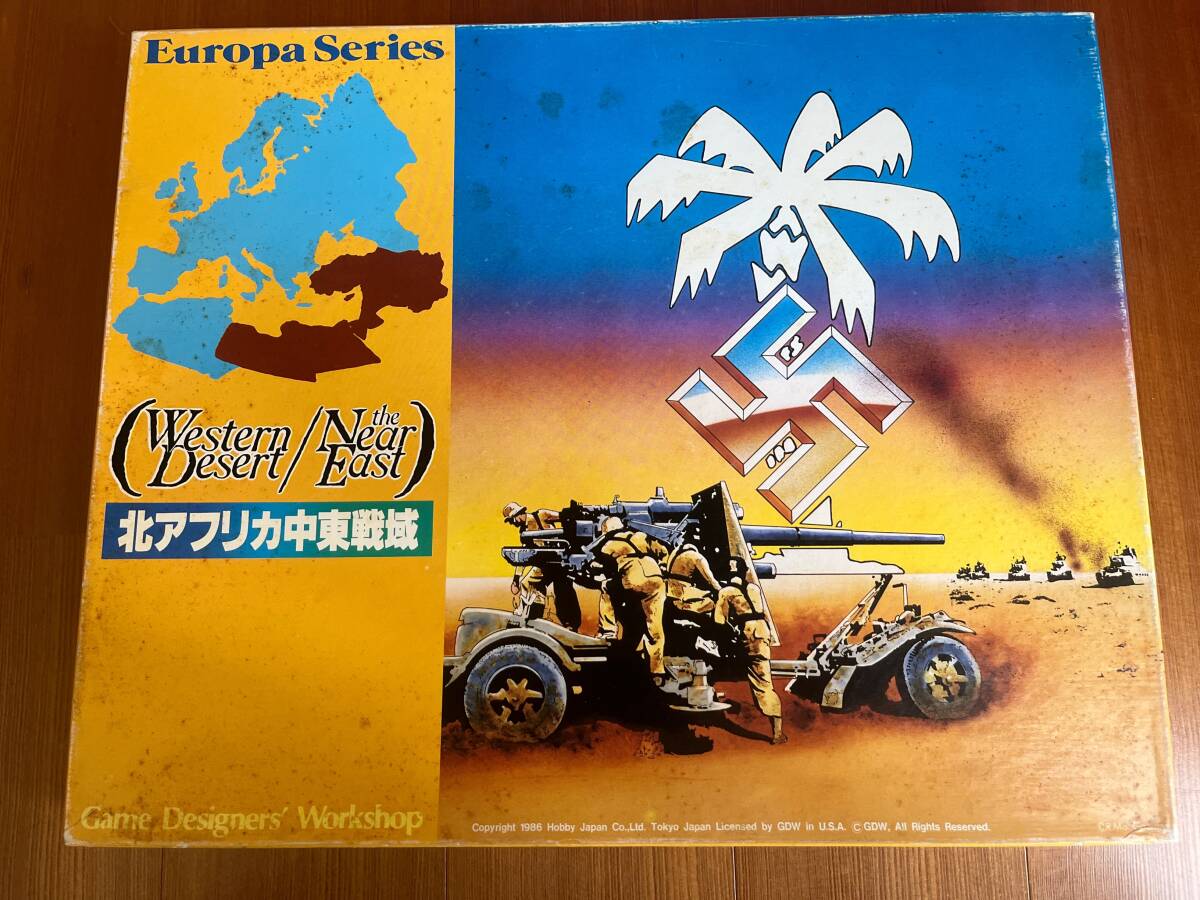 Europa Series
(Western Desert/the Near East)
北アフリカ中東戦域
Game Designers' Workshop
Copyright 1986 Hobby Japan Co.,Ltd. Tokyo Japan Licensed by GDW in U.S.A. ©GDW, All Rights Reserved.